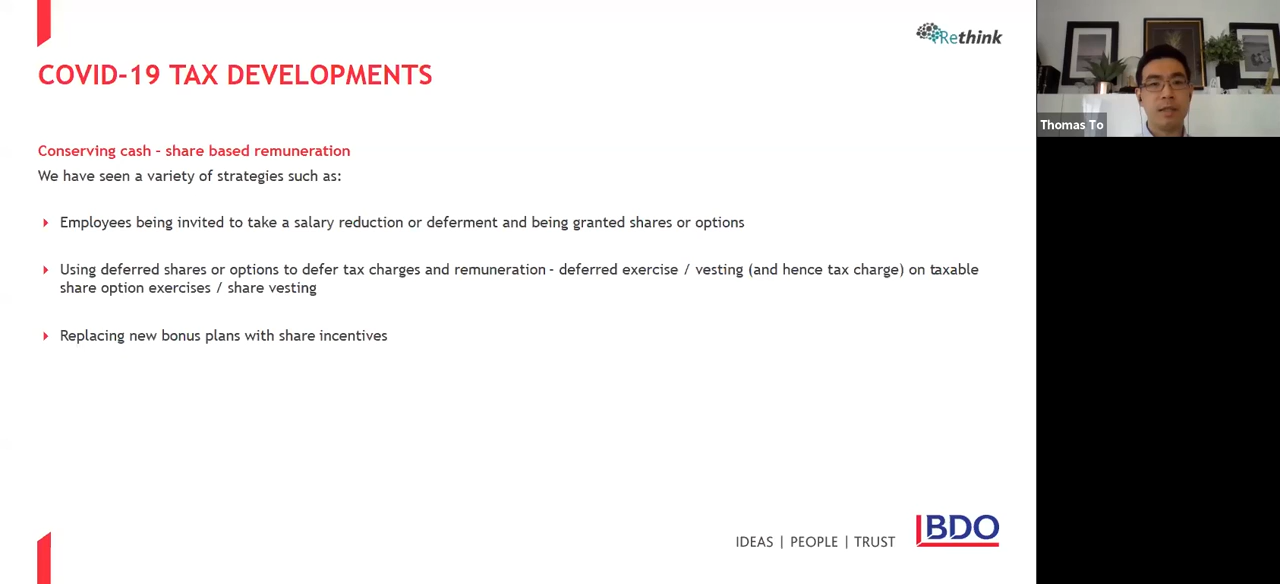 Rethink
COVID-19 TAX DEVELOPMENTS
Thomas To
Conserving cash - share based remuneration
We have seen a variety of strategies such as:
Employees being invited to take a salary reduction or deferment and being granted shares or options
Using deferred shares or options to defer tax charges and remuneration - deferred exercise / vesting (and hence tax charge) on taxable
share option exercises / share vesting
Replacing new bonus plans with share incentives
IDEAS | PEOPLE | TRUST
BDO